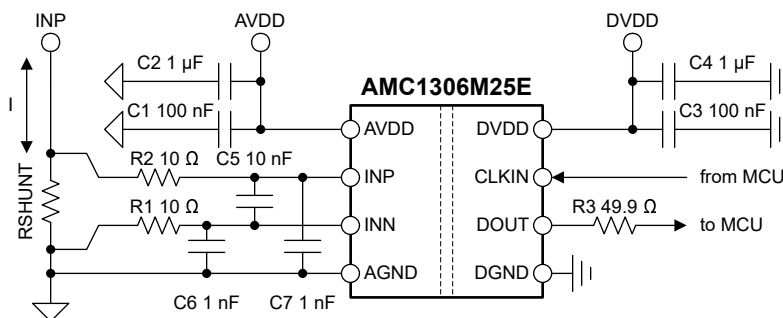 INP
AVDD
DVDD
C2 1 µF
C4 1 µF
AMC1306M25E
I
C1 100 nF
C3 100 nF
AVDD
DVDD
R2 10 Ω
C5 10 nF
INP
CLKIN
from MCU
RSHUNT
R1 10 Ω
INN
DOUT
R3 49.9 Ω
to MCU
AGND
DGND
C6 1 nF
C7 1 nF